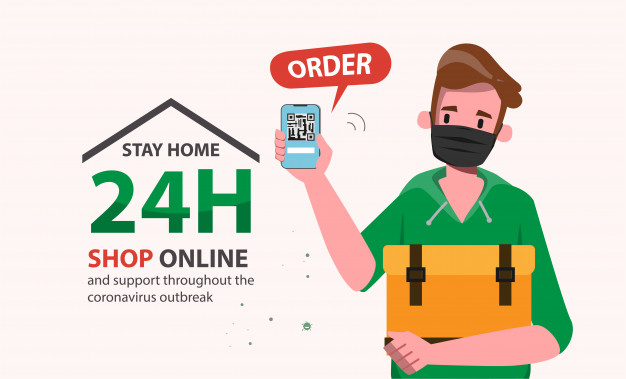 ORDER
STAY HOME
24H
SHOP ONLINE
and support throughout the
coronavirus outbreak